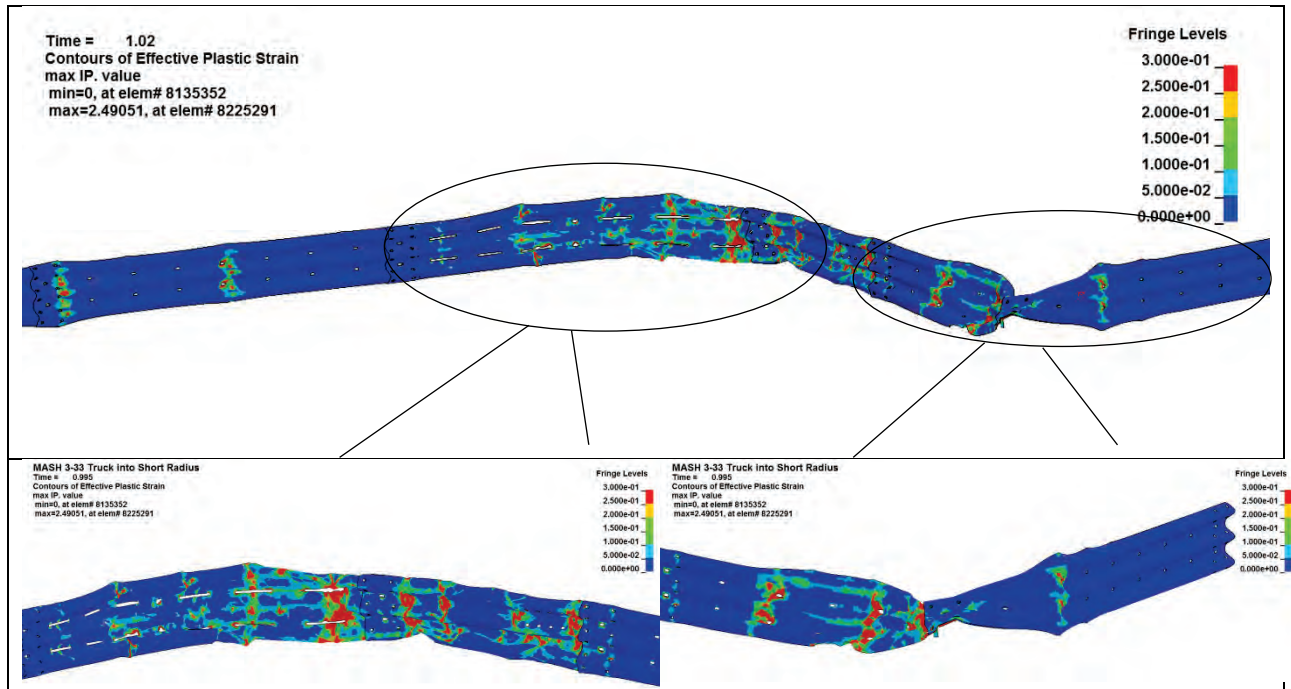 Time = 1.02
Contours of Effective Plastic Strain
max IP. value
min=0, at elem# 8135352
max=2.49051, at elem# 8225291
Fringe Levels
3.000e-01
2.500e-01
2.000e-01
1.500e-01
1.000e-01
5.000e-02
0.000e+00
MASH 3-33 Truck into Short Radius
Time = 0.995
Contours of Effective Plastic Strain
max IP. value
min=0, at elem# 8135352
max=2.49051, at elem# 8225291
Fringe Levels
3.000e-01
2.500e-01
2.000e-01
1.500e-01
1.000e-01
5.000e-02
0.000e+00
MASH 3-33 Truck into Short Radius
Time = 0.995
Contours of Effective Plastic Strain
max IP. value
min=0, at elem# 8135352
max=2.49051, at elem# 8225291
Fringe Levels
3.000e-01
2.500e-01
2.000e-01
1.500e-01
1.000e-01
5.000e-02
0.000e+00